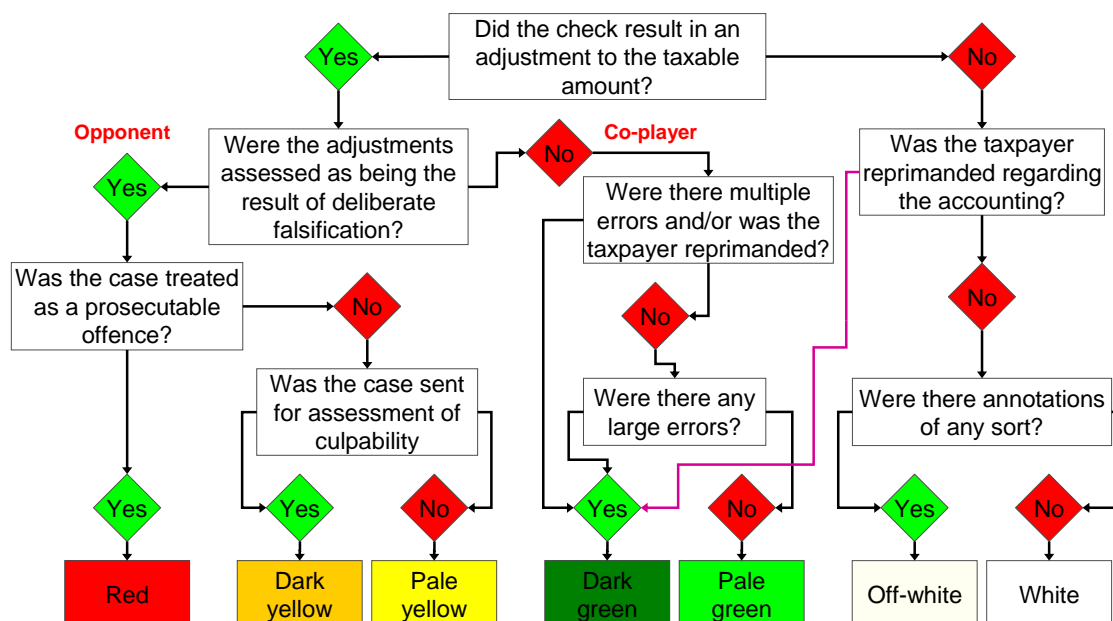 Did the check result in an
adjustment to the taxable
amount?
Yes
No
Opponent
Co-player
Were the adjustments
assessed as being the
result of deliberate
falsification?
No
Was the taxpayer
reprimanded regarding
the accounting?
Yes
Were there multiple
errors and/or was the
taxpayer reprimanded?
Was the case treated
as a prosecutable
offence?
No
No
No
Was the case sent
for assessment of
culpability
Were there any
large errors?
Were there annotations
of any sort?
Yes
Yes
No
Yes
No
Yes
No
Red
Dark
yellow
Pale
yellow
Dark
green
Pale
green
Off-white
White